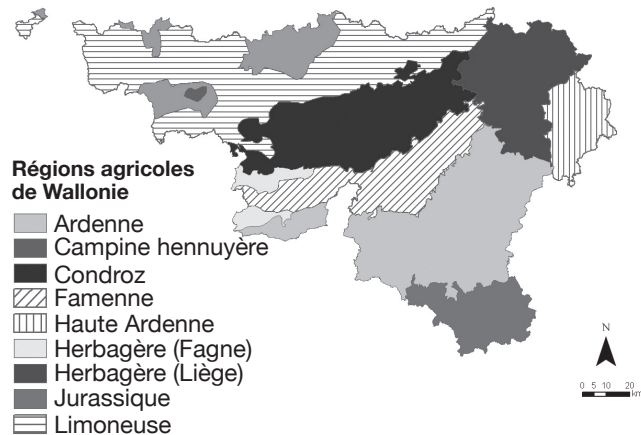 Régions agricoles
de Wallonie
Ardenne
Campine hennuyère
Condroz
Famenne
Haute Ardenne
Herbagère (Fagne)
Herbagère (Liège)
Jurassique
Limoneuse
N
0 5 10 20
km